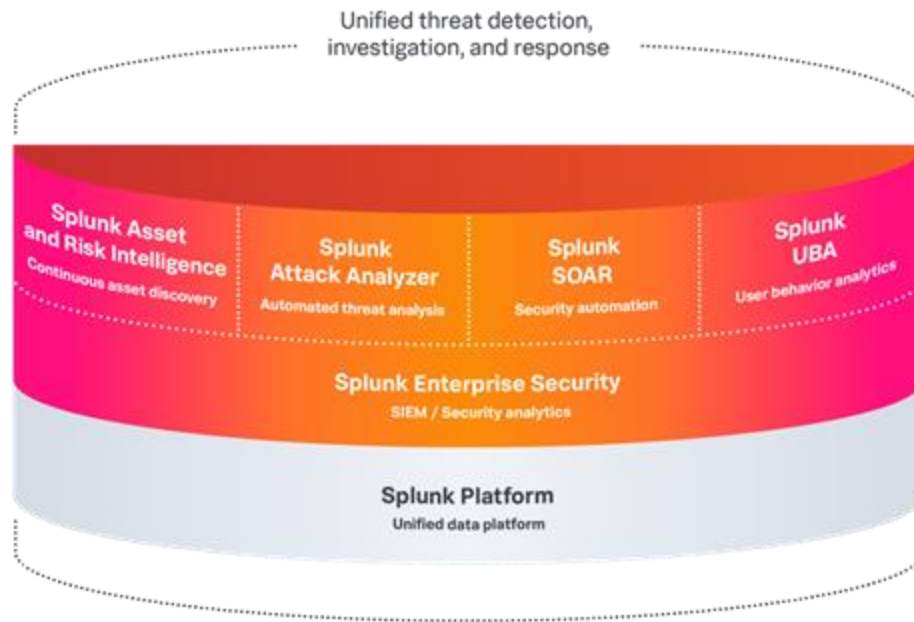 Unified threat detection,
investigation, and response
Splunk Asset
and Risk Intelligence
Continuous asset discovery
Splunk
Attack Analyzer
Automated threat analysis
Splunk
SOAR
Security automation
Splunk
UBA
User behavior analytics
Splunk Enterprise Security
SIEM / Security analytics
Splunk Platform
Unified data platform